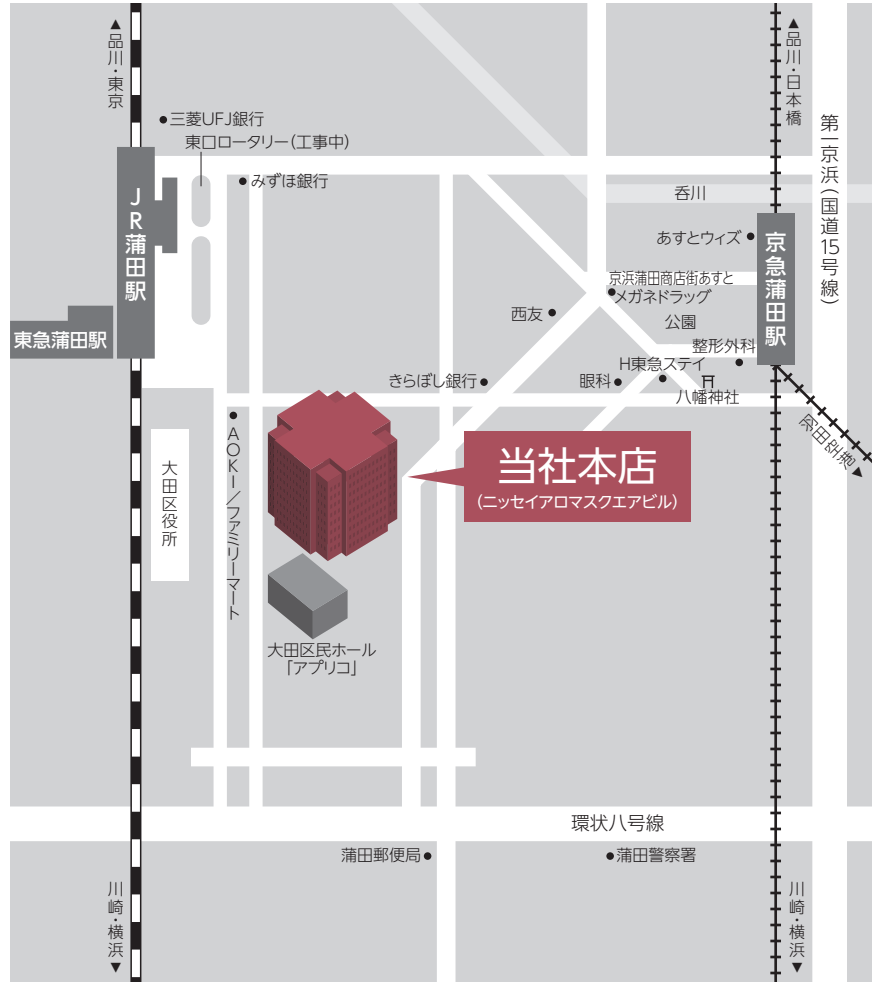 ▲品川・東京
▲品川・日本橋
第一京浜(国道15号線)
三菱UFJ銀行
東口ロータリー(工事中)
みずほ銀行
JR蒲田駅
呑川
あすとウィズ
京急蒲田駅
京浜蒲田商店街あすと
メガネドラッグ
西友
公園
東急蒲田駅
整形外科
H東急ステイ
きらぼし銀行
眼科
八幡神社
羽田空港▶
AOKI/ファミリーマート
大田区役所
当社本店
(ニッセイアロマスクエアビル)
大田区民ホール
「アプリコ」
環状八号線
蒲田郵便局
蒲田警察署
川崎・横浜▼
川崎・横浜▼